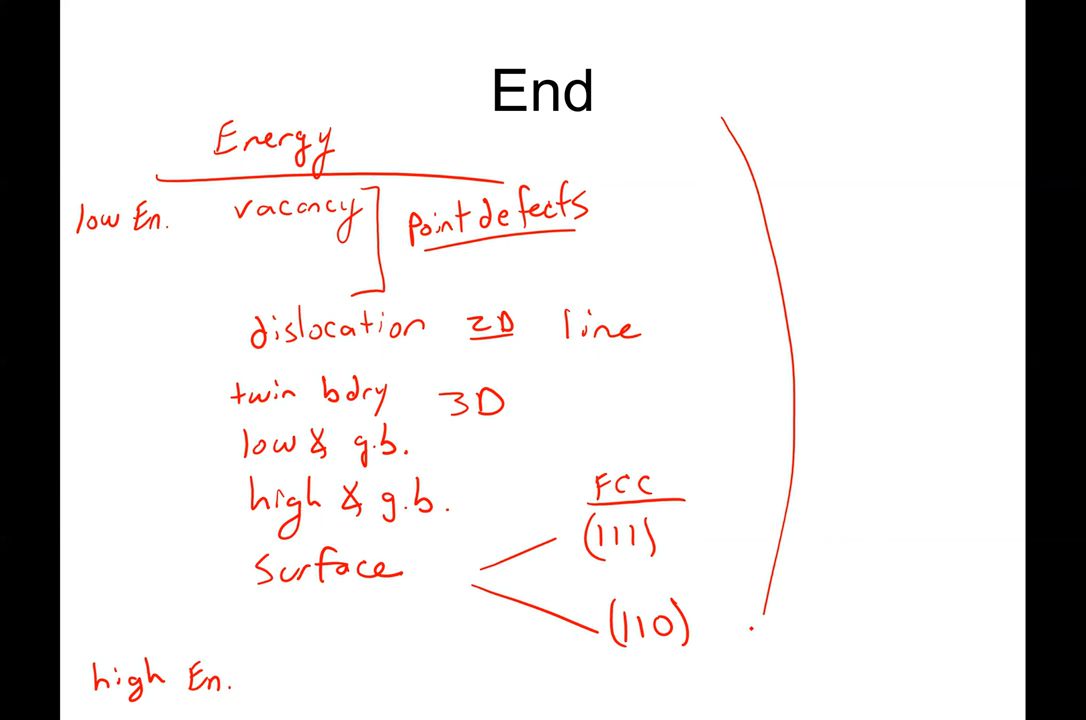 End
Energy
low En. vacancy point defects
dislocation 2D line
twin bdry 3D
low ∡ g.b.
high ∡ g.b.
FCC
(111)
surface
(110)
high En.